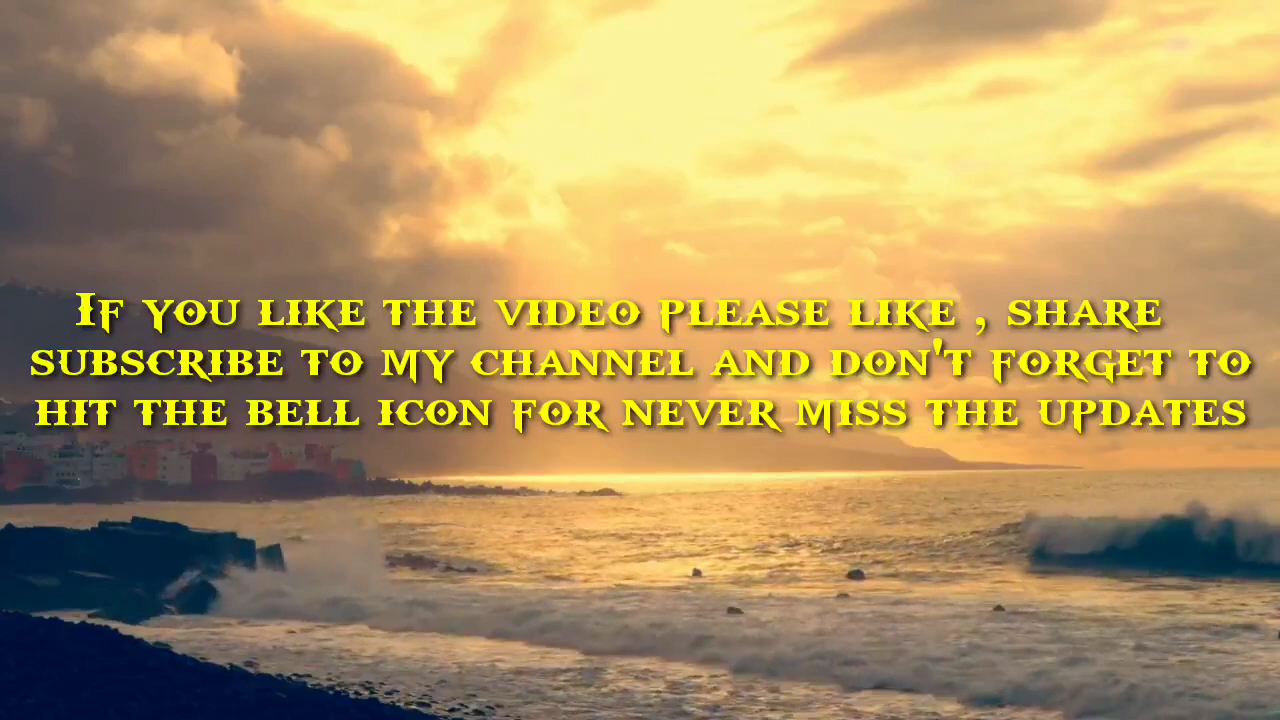 If you like the video please like , share
subscribe to my channel and don't forget to
hit the bell icon for never miss the updates